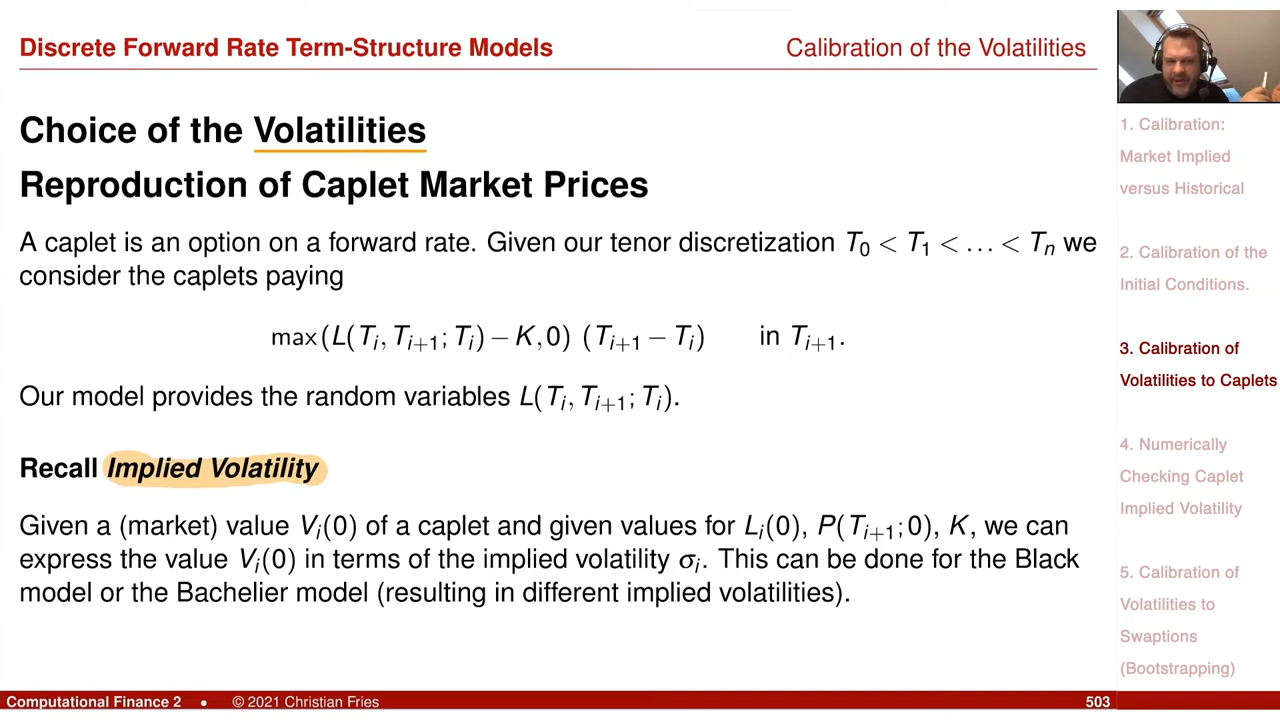 Discrete Forward Rate Term-Structure Models
Calibration of the Volatilities
Choice of the Volatilities
Reproduction of Caplet Market Prices
A caplet is an option on a forward rate. Given our tenor discretization T₀ < T₁ < … < Tₙ we
consider the caplets paying
max(L(Tᵢ, Tᵢ₊₁; Tᵢ) − K, 0) (Tᵢ₊₁ − Tᵢ) in Tᵢ₊₁.
Our model provides the random variables L(Tᵢ, Tᵢ₊₁; Tᵢ).
Recall Implied Volatility
Given a (market) value Vᵢ(0) of a caplet and given values for Lᵢ(0), P(Tᵢ₊₁; 0), K, we can
express the value Vᵢ(0) in terms of the implied volatility σᵢ. This can be done for the Black
model or the Bachelier model (resulting in different implied volatilities).
1. Calibration:
Market Implied
versus Historical
2. Calibration of the
Initial Conditions.
3. Calibration of
Volatilities to Caplets
4. Numerically
Checking Caplet
Implied Volatility
5. Calibration of
Volatilities to
Swaptions
(Bootstrapping)
Computational Finance 2 • © 2021 Christian Fries
503